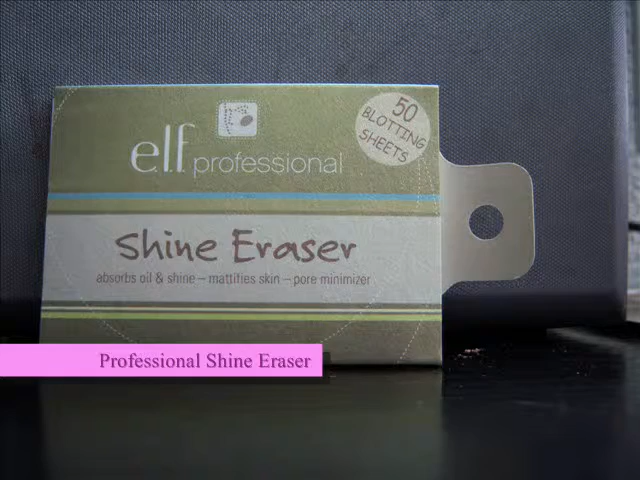 50
BLOTTING
SHEETS
e.l.f. professional
Shine Eraser
absorbs oil & shine – mattifies skin – pore minimizer
Professional Shine Eraser